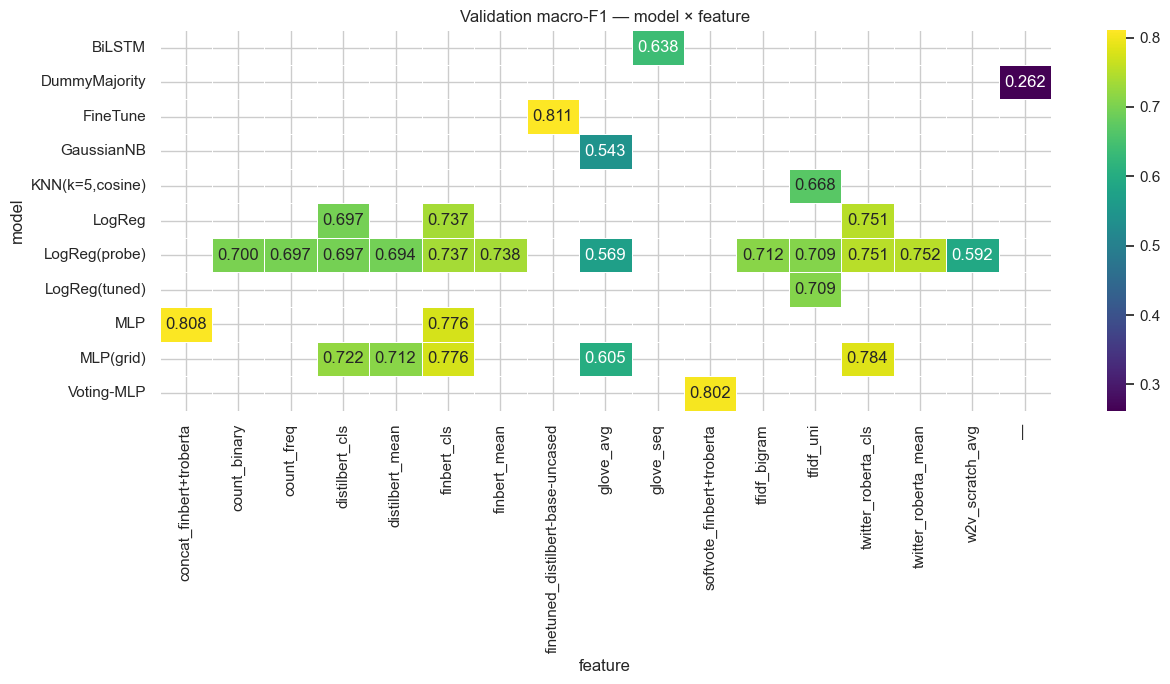 Validation macro-F1 — model × feature
model
BiLSTM 0.638
DummyMajority 0.262
FineTune 0.811
GaussianNB 0.543
KNN(k=5,cosine) 0.668
LogReg 0.697 0.737 0.751
LogReg(probe) 0.700 0.697 0.697 0.694 0.737 0.738 0.569 0.712 0.709 0.751 0.752 0.592
LogReg(tuned) 0.709
MLP 0.808 0.776
MLP(grid) 0.722 0.712 0.776 0.605 0.784
Voting-MLP 0.802
concat_finbert+troberta
count_binary
count_freq
distilbert_cls
distilbert_mean
finbert_cls
finbert_mean
finetuned_distilbert-base-uncased
glove_avg
glove_seq
softvote_finbert+troberta
tfidf_bigram
tfidf_uni
twitter_roberta_cls
twitter_roberta_mean
w2v_scratch_avg
—
feature
0.8
0.7
0.6
0.5
0.4
0.3